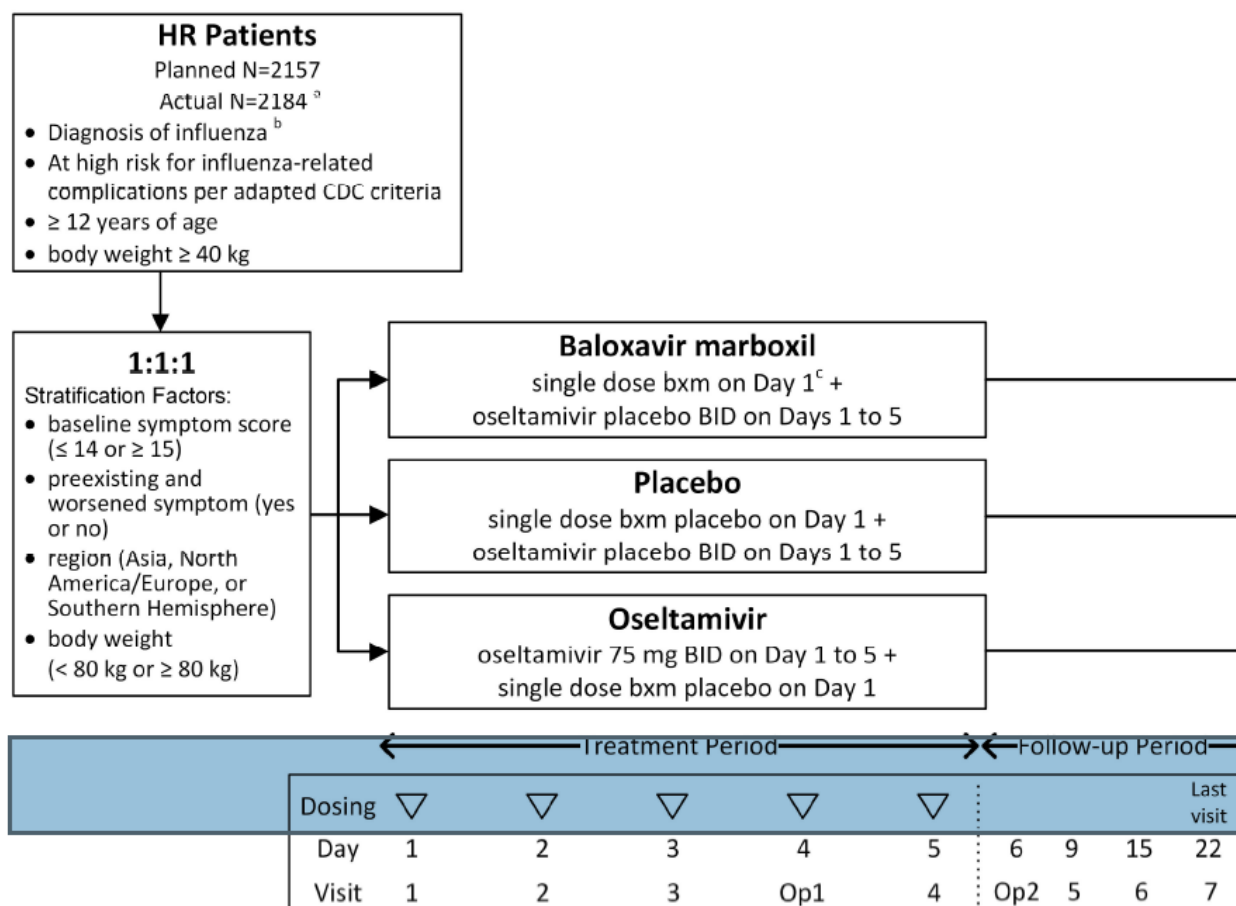 HR Patients
Planned N=2157
Actual N=2184 a
• Diagnosis of influenza b
• At high risk for influenza-related
complications per adapted CDC criteria
• ≥ 12 years of age
• body weight ≥ 40 kg
1:1:1
Stratification Factors:
• baseline symptom score
(≤ 14 or ≥ 15)
• preexisting and
worsened symptom (yes
or no)
• region (Asia, North
America/Europe, or
Southern Hemisphere)
• body weight
(< 80 kg or ≥ 80 kg)
Baloxavir marboxil
single dose bxm on Day 1c +
oseltamivir placebo BID on Days 1 to 5
Placebo
single dose bxm placebo on Day 1 +
oseltamivir placebo BID on Days 1 to 5
Oseltamivir
oseltamivir 75 mg BID on Day 1 to 5 +
single dose bxm placebo on Day 1
Treatment Period Follow-up Period
Dosing Last
visit
Day 1 2 3 4 5 6 9 15 22
Visit 1 2 3 Op1 4 Op2 5 6 7